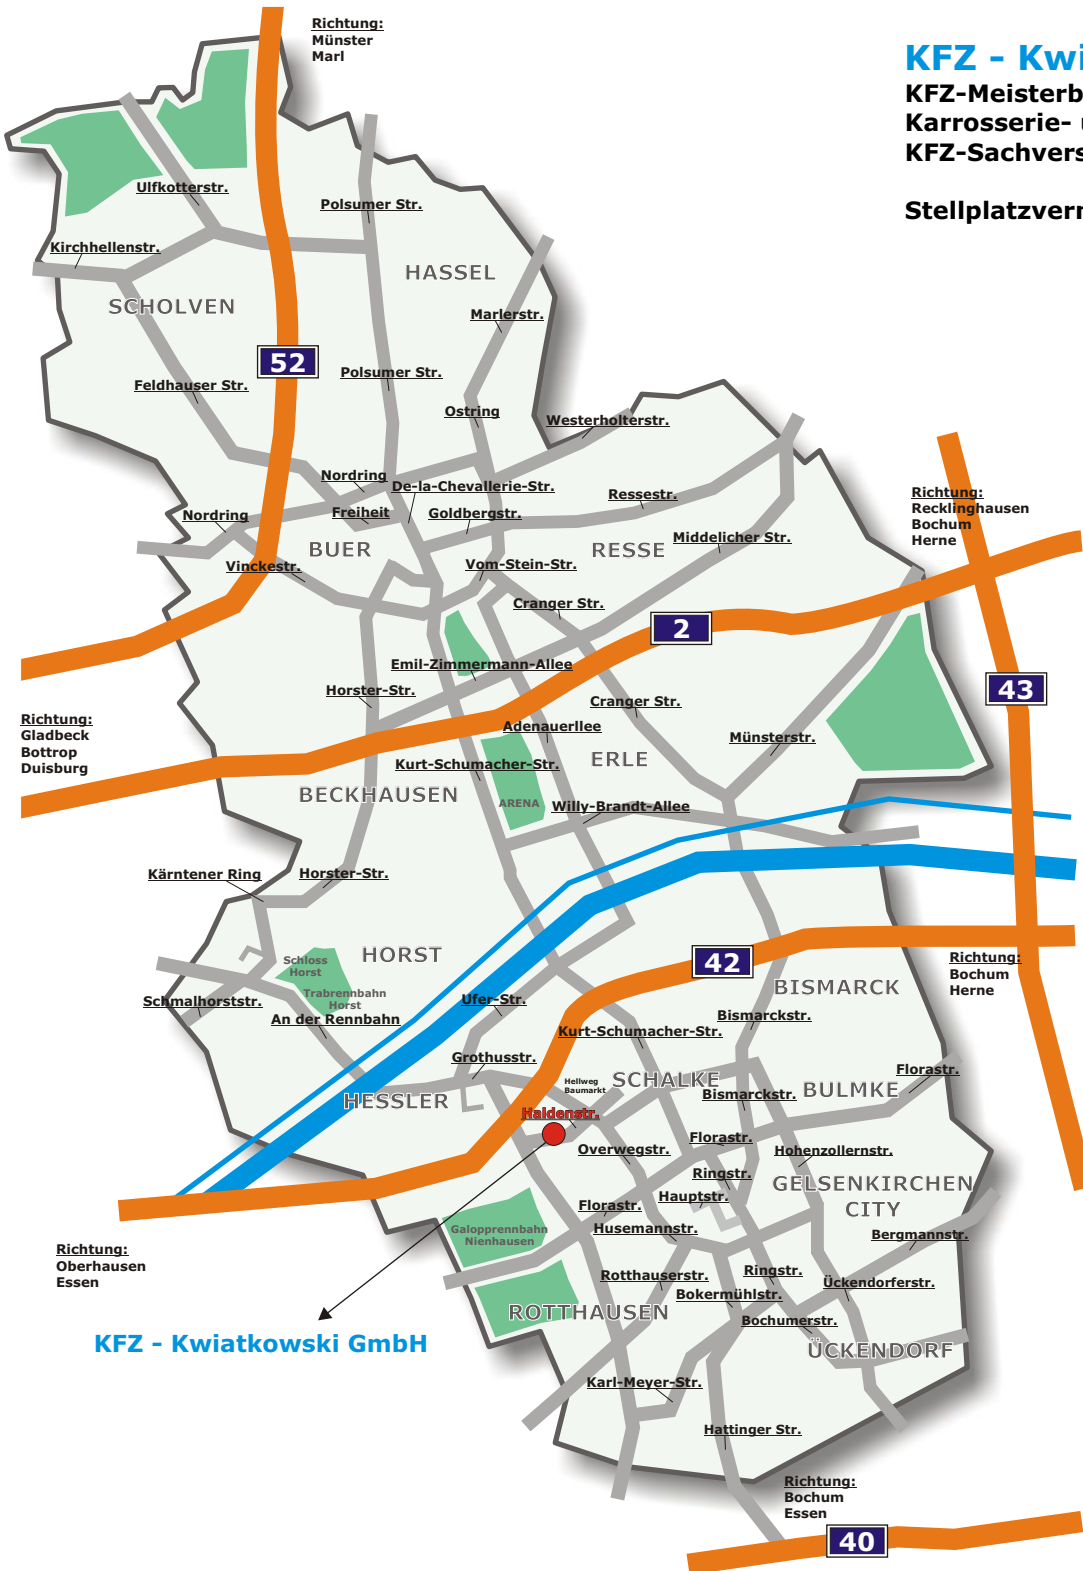 Richtung:
Münster
Marl
KFZ - Kwi
KFZ-Meisterb
Karrosserie- u
KFZ-Sachvers
Stellplatzverm
Ulfkotterstr.
Polsumer Str.
Kirchhellenstr.
HASSEL
SCHOLVEN
Marlerstr.
52
Polsumer Str.
Feldhauser Str.
Ostring
Westerholterstr.
Nordring
De-la-Chevallerie-Str.
Ressestr.
Richtung:
Recklinghausen
Bochum
Herne
Nordring
Freiheit
Goldbergstr.
BUER
RESSE
Middelicher Str.
Vinckestr.
Vom-Stein-Str.
Cranger Str.
2
Emil-Zimmermann-Allee
Horster-Str.
43
Cranger Str.
Richtung:
Gladbeck
Bottrop
Duisburg
Adenauerllee
Münsterstr.
ERLE
Kurt-Schumacher-Str.
BECKHAUSEN
ARENA
Willy-Brandt-Allee
Kärntener Ring
Horster-Str.
HORST
Schloss
Horst
42
Richtung:
Bochum
Herne
Trabrennbahn
Horst
BISMARCK
Schmalhorststr.
Ufer-Str.
An der Rennbahn
Bismarckstr.
Kurt-Schumacher-Str.
Grothusstr.
Florastr.
Hellweg
Baumarkt
SCHALKE
BULMKE
HESSLER
Bismarckstr.
Haldenstr.
Florastr.
Overwegstr.
Hohenzollernstr.
Ringstr.
GELSENKIRCHEN
CITY
Hauptstr.
Florastr.
Galopprennbahn
Nienhausen
Husemannstr.
Bergmannstr.
Richtung:
Oberhausen
Essen
Rotthauserstr.
Ringstr.
Ückendorferstr.
Bokermühlstr.
ROTTHAUSEN
Bochumerstr.
KFZ - Kwiatkowski GmbH
ÜCKENDORF
Karl-Meyer-Str.
Hattinger Str.
Richtung:
Bochum
Essen
40